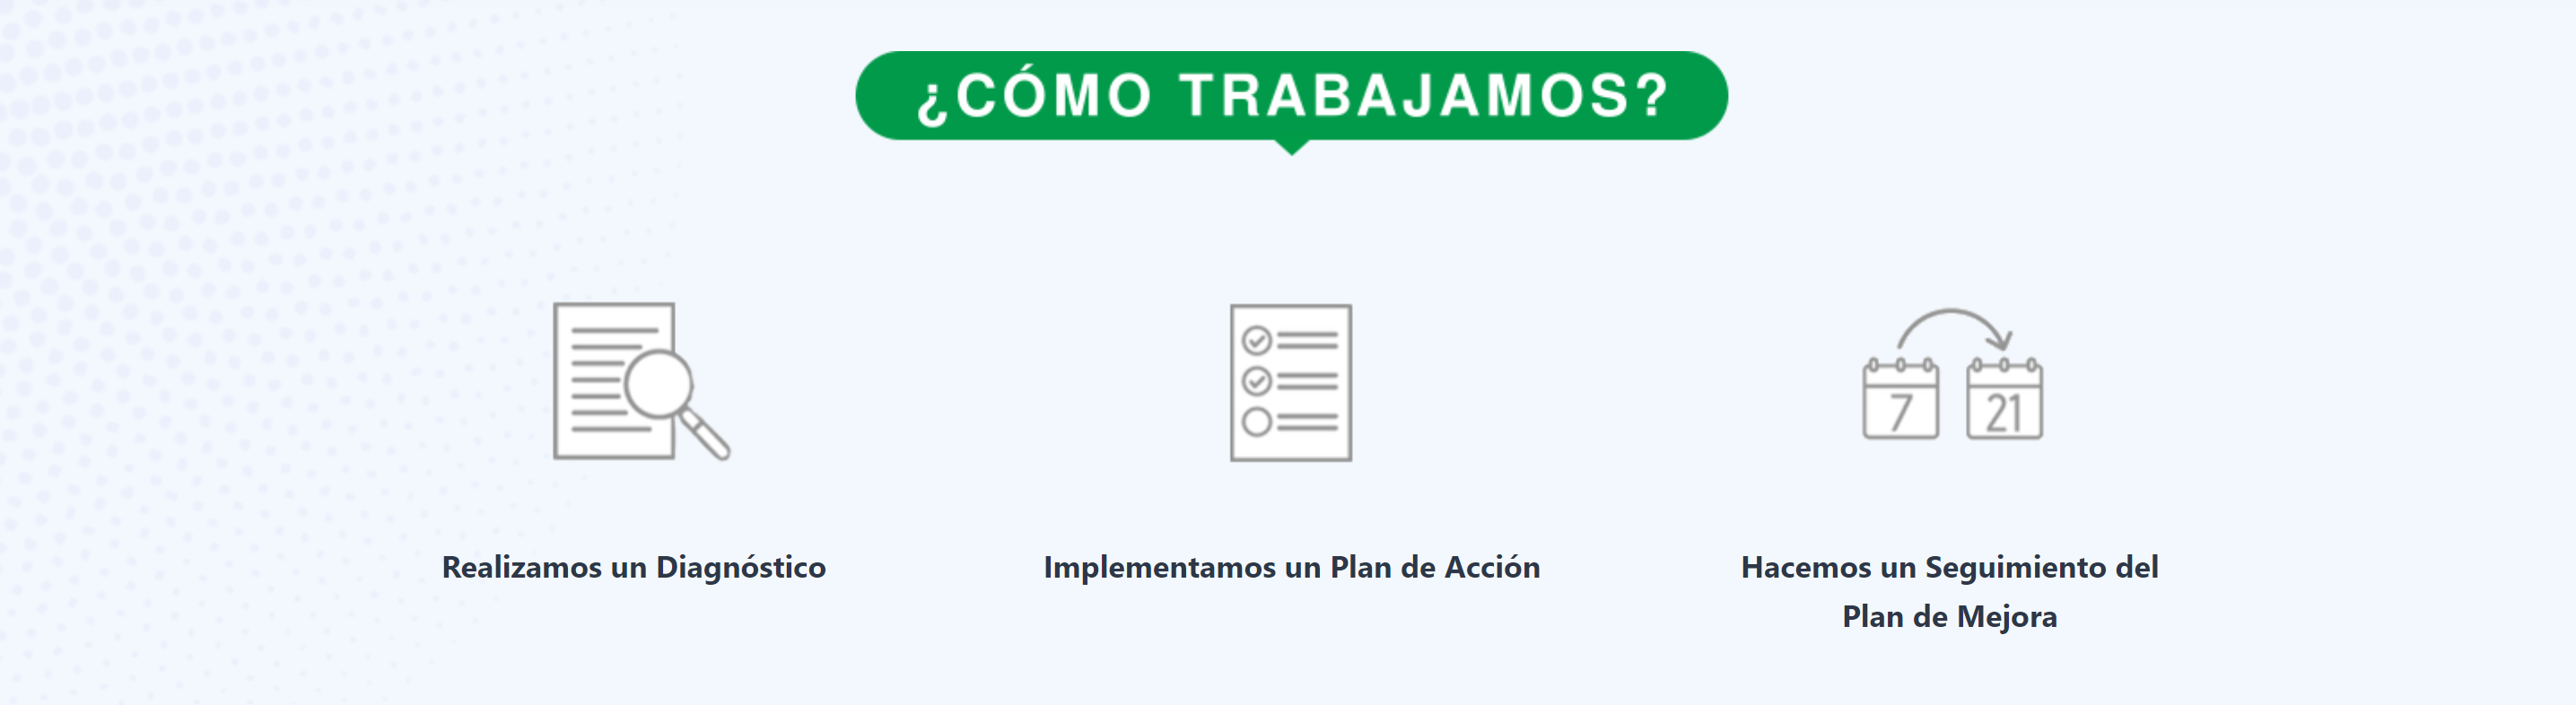 ¿CÓMO TRABAJAMOS?
7 21
Realizamos un Diagnóstico
Implementamos un Plan de Acción
Hacemos un Seguimiento del
Plan de Mejora